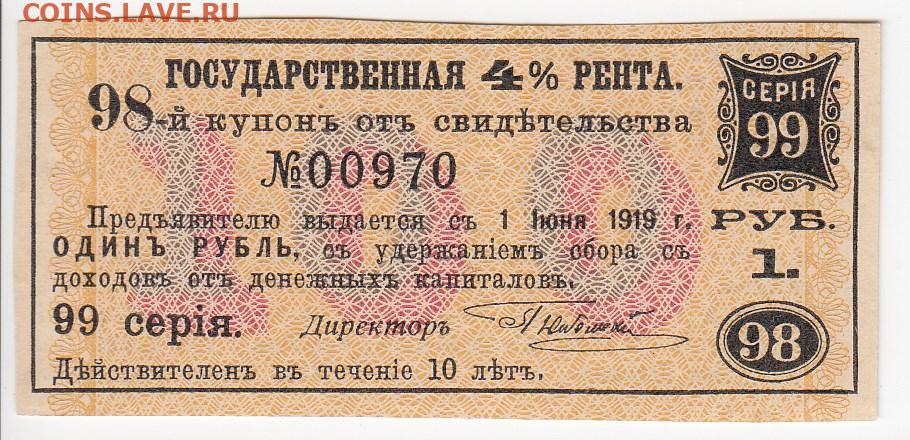 COINS.LAVE.RU
ГОСУДАРСТВЕННАЯ 4% РЕНТА.
98-й купонъ отъ свидѣтельства
№00970
СЕРІЯ
99
Предъявителю выдается съ 1 Іюня 1919 г.
ОДИНЪ РУБЛЬ, съ удержаніемъ сбора съ
доходовъ отъ денежныхъ капиталовъ.
РУБ.
1.
99 серія. Директоръ
98
Дѣйствителенъ въ теченіе 10 лѣтъ.
100